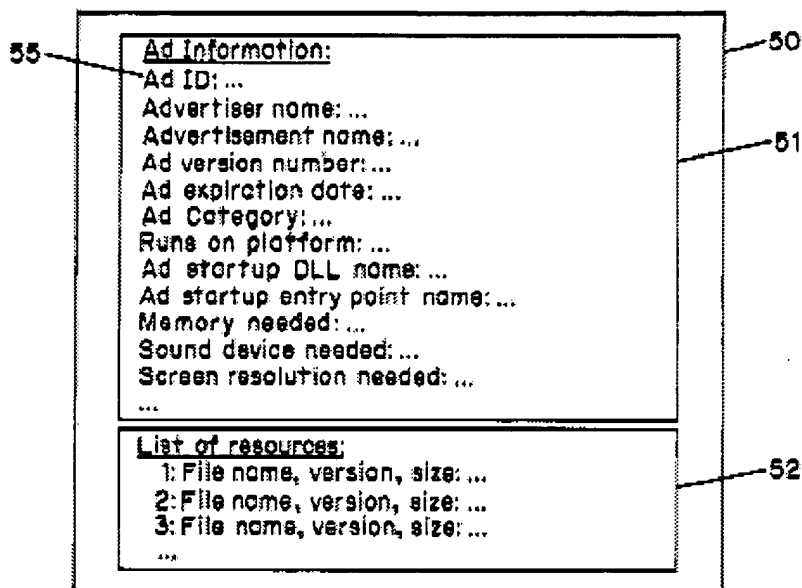 55
50
Ad Information:
Ad ID: ...
Advertiser name: ...
Advertisement name: ...
51
Ad version number: ...
Ad expiration date: ...
Ad Category: ...
Runs on platform: ...
Ad startup DLL name: ...
Ad startup entry point name: ...
Memory needed: ...
Sound device needed: ...
Screen resolution needed: ...
...
List of resources:
1: File name, version, size: ...
52
2: File name, version, size: ...
3: File name, version, size: ...
...